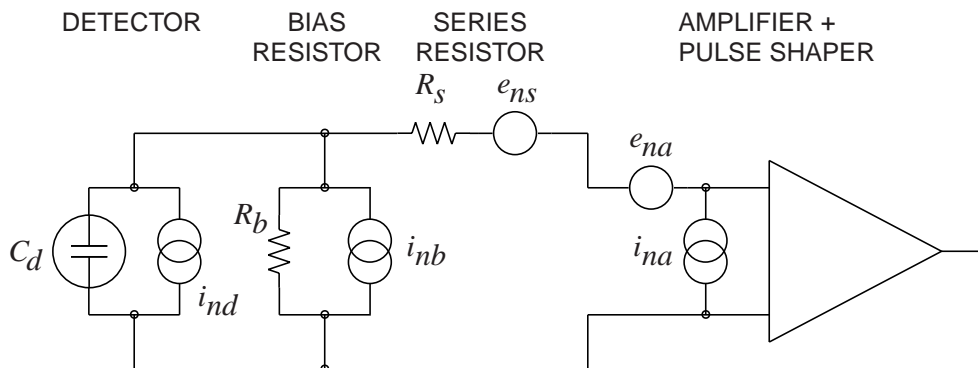 DETECTOR
BIAS
RESISTOR
SERIES
RESISTOR
AMPLIFIER +
PULSE SHAPER
R_s
e_ns
e_na
C_d
i_nd
R_b
i_nb
i_na